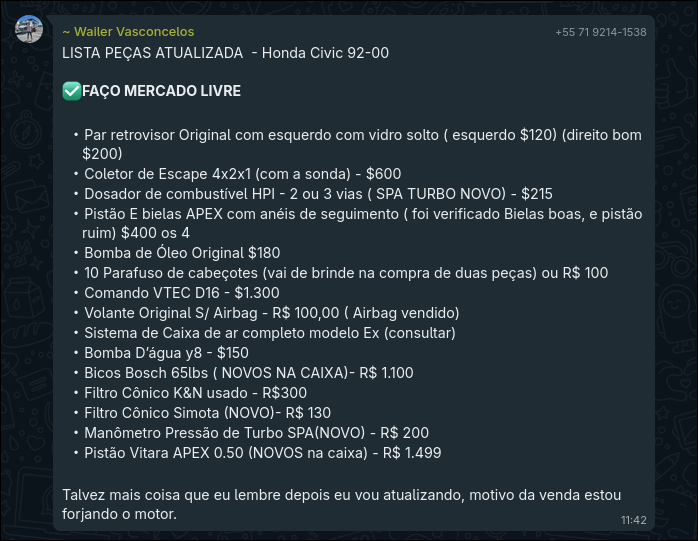 ~ Wailer Vasconcelos
+55 71 9214-1538
LISTA PEÇAS ATUALIZADA - Honda Civic 92-00
✅FAÇO MERCADO LIVRE
• Par retrovisor Original com esquerdo com vidro solto ( esquerdo $120) (direito bom
$200)
• Coletor de Escape 4x2x1 (com a sonda) - $600
• Dosador de combustível HPI - 2 ou 3 vias ( SPA TURBO NOVO) - $215
• Pistão E bielas APEX com anéis de seguimento ( foi verificado Bielas boas, e pistão
ruim) $400 os 4
• Bomba de Óleo Original $180
• 10 Parafuso de cabeçotes (vai de brinde na compra de duas peças) ou R$ 100
• Comando VTEC D16 - $1.300
• Volante Original S/ Airbag - R$ 100,00 ( Airbag vendido)
• Sistema de Caixa de ar completo modelo Ex (consultar)
• Bomba D’água y8 - $150
• Bicos Bosch 65lbs ( NOVOS NA CAIXA)- R$ 1.100
• Filtro Cônico K&N usado - R$300
• Filtro Cônico Simota (NOVO)- R$ 130
• Manômetro Pressão de Turbo SPA(NOVO) - R$ 200
• Pistão Vitara APEX 0.50 (NOVOS na caixa) - R$ 1.499
Talvez mais coisa que eu lembre depois eu vou atualizando, motivo da venda estou
forjando o motor.
11:42